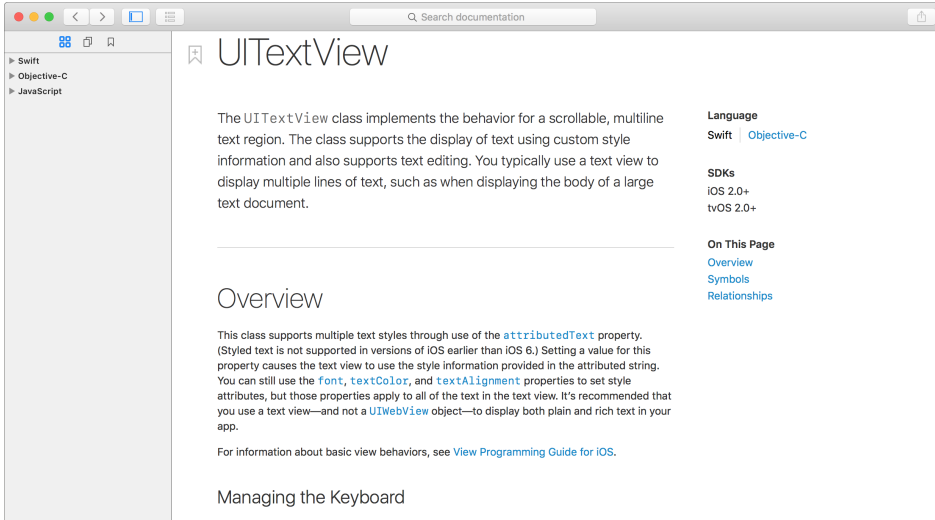 Search documentation
Swift
Objective-C
JavaScript
UITextView
The UITextView class implements the behavior for a scrollable, multiline
text region. The class supports the display of text using custom style
information and also supports text editing. You typically use a text view to
display multiple lines of text, such as when displaying the body of a large
text document.
Language
Swift Objective-C
SDKs
iOS 2.0+
tvOS 2.0+
On This Page
Overview
Symbols
Relationships
Overview
This class supports multiple text styles through use of the attributedText property.
(Styled text is not supported in versions of iOS earlier than iOS 6.) Setting a value for this
property causes the text view to use the style information provided in the attributed string.
You can still use the font, textColor, and textAlignment properties to set style
attributes, but those properties apply to all of the text in the text view. It’s recommended that
you use a text view—and not a UIWebView object—to display both plain and rich text in your
app.
For information about basic view behaviors, see View Programming Guide for iOS.
Managing the Keyboard